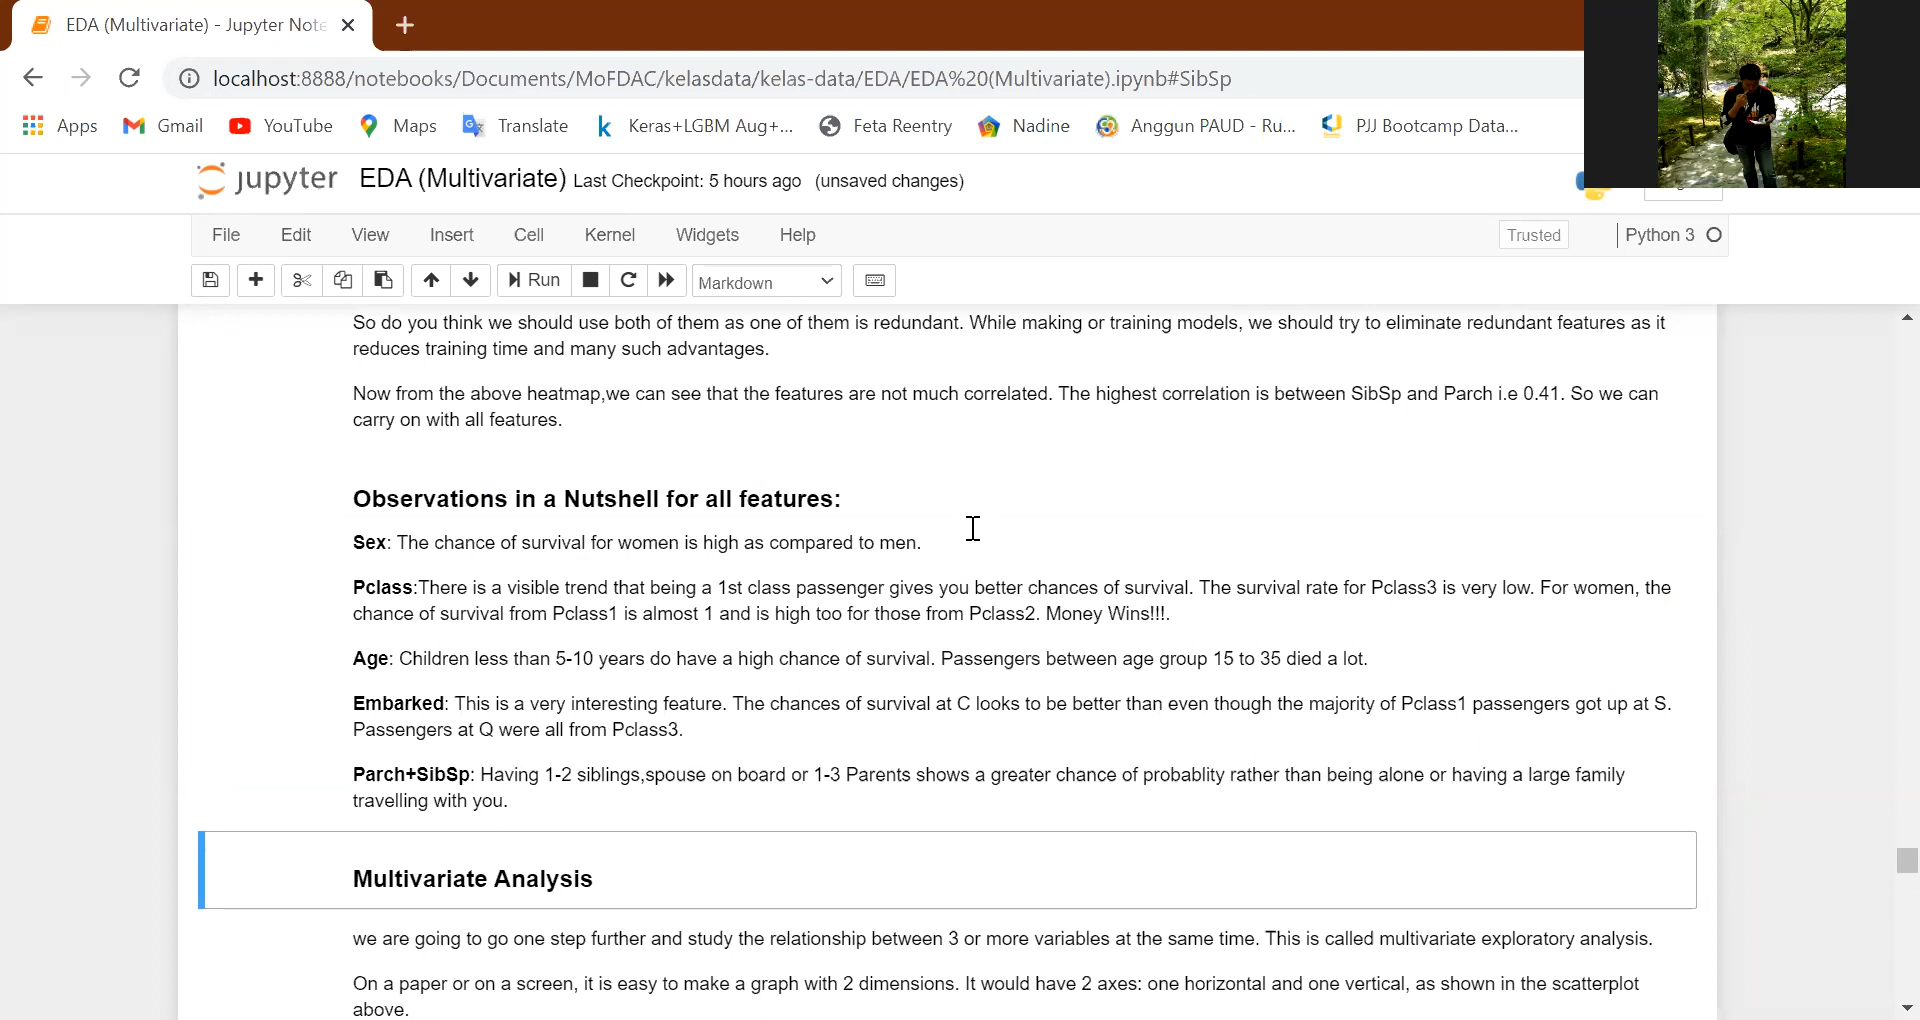 EDA (Multivariate) - Jupyter Note
localhost:8888/notebooks/Documents/MoFDAC/kelasdata/kelas-data/EDA/EDA%20(Multivariate).ipynb#SibSp
Apps Gmail YouTube Maps Translate Keras+LGBM Aug+... Feta Reentry Nadine Anggun PAUD - Ru... PJJ Bootcamp Data...
jupyter EDA (Multivariate) Last Checkpoint: 5 hours ago (unsaved changes)
File Edit View Insert Cell Kernel Widgets Help Trusted Python 3
Run Markdown
So do you think we should use both of them as one of them is redundant. While making or training models, we should try to eliminate redundant features as it
reduces training time and many such advantages.
Now from the above heatmap,we can see that the features are not much correlated. The highest correlation is between SibSp and Parch i.e 0.41. So we can
carry on with all features.
Observations in a Nutshell for all features:
Sex: The chance of survival for women is high as compared to men.
Pclass:There is a visible trend that being a 1st class passenger gives you better chances of survival. The survival rate for Pclass3 is very low. For women, the
chance of survival from Pclass1 is almost 1 and is high too for those from Pclass2. Money Wins!!!.
Age: Children less than 5-10 years do have a high chance of survival. Passengers between age group 15 to 35 died a lot.
Embarked: This is a very interesting feature. The chances of survival at C looks to be better than even though the majority of Pclass1 passengers got up at S.
Passengers at Q were all from Pclass3.
Parch+SibSp: Having 1-2 siblings,spouse on board or 1-3 Parents shows a greater chance of probablity rather than being alone or having a large family
travelling with you.
Multivariate Analysis
we are going to go one step further and study the relationship between 3 or more variables at the same time. This is called multivariate exploratory analysis.
On a paper or on a screen, it is easy to make a graph with 2 dimensions. It would have 2 axes: one horizontal and one vertical, as shown in the scatterplot
above.